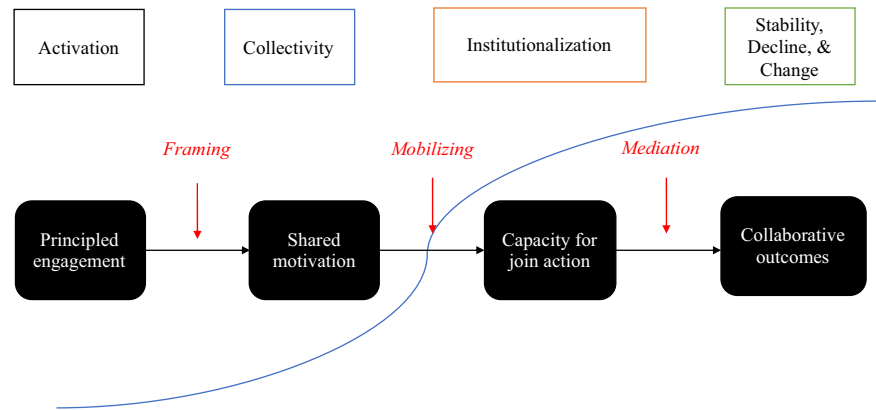 Activation
Collectivity
Institutionalization
Stability,
Decline, &
Change
Framing
Mobilizing
Mediation
Principled
engagement
Shared
motivation
Capacity for
join action
Collaborative
outcomes